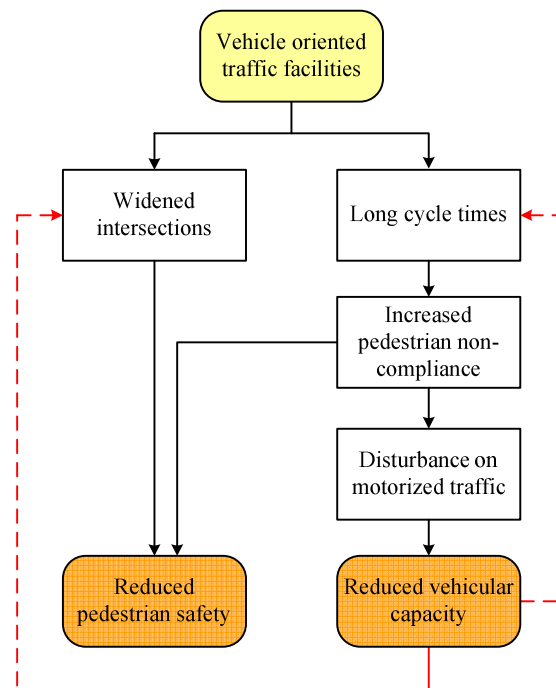 Vehicle oriented
traffic facilities
Widened
intersections
Long cycle times
Increased
pedestrian non-
compliance
Disturbance on
motorized traffic
Reduced
pedestrian safety
Reduced vehicular
capacity